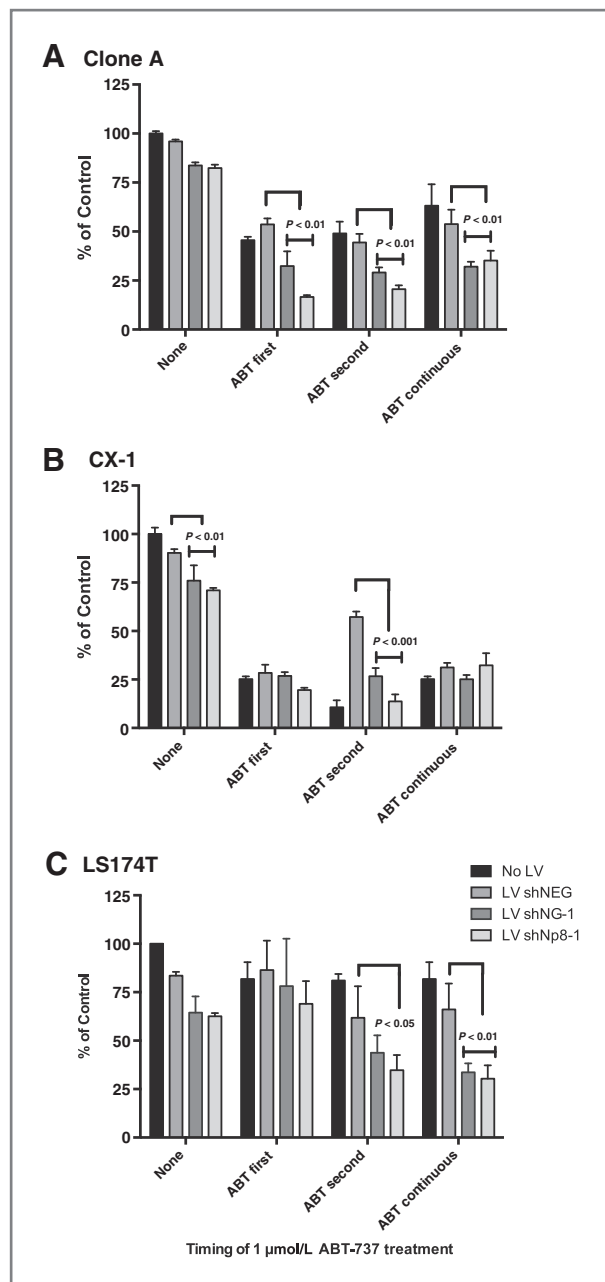 A Clone A
125
100
75
50
25
0
% of Control
P < 0.01
P < 0.01
P < 0.01
None
ABT first
ABT second
ABT continuous
B CX-1
125
100
75
50
25
0
% of Control
P < 0.01
P < 0.001
None
ABT first
ABT second
ABT continuous
C LS174T
No LV
LV shNEG
LV shNG-1
LV shNp8-1
125
100
75
50
25
0
% of Control
P < 0.05
P < 0.01
None
ABT first
ABT second
ABT continuous
Timing of 1 µmol/L ABT-737 treatment